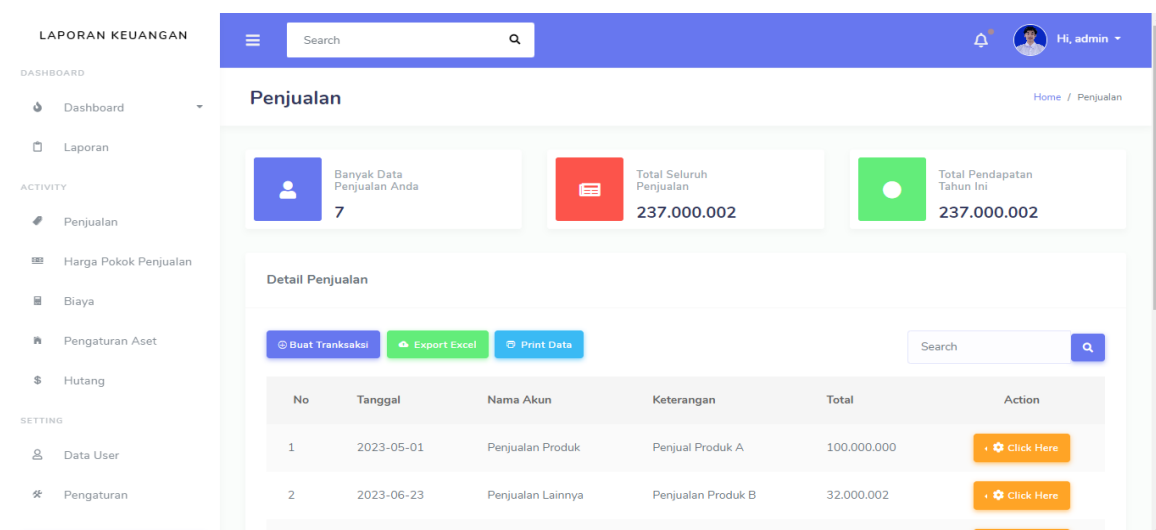 LAPORAN KEUANGAN
Search
Hi, admin
DASHBOARD
Dashboard
Laporan
ACTIVITY
Penjualan
Harga Pokok Penjualan
Biaya
Pengaturan Aset
Hutang
SETTING
Data User
Pengaturan
Penjualan
Home / Penjualan
Banyak Data
Penjualan Anda
7
Total Seluruh
Penjualan
237.000.002
Total Pendapatan
Tahun Ini
237.000.002
Detail Penjualan
Buat Tranksaksi Export Excel Print Data
Search
No Tanggal Nama Akun Keterangan Total Action
1 2023-05-01 Penjualan Produk Penjual Produk A 100.000.000 Click Here
2 2023-06-23 Penjualan Lainnya Penjualan Produk B 32.000.002 Click Here